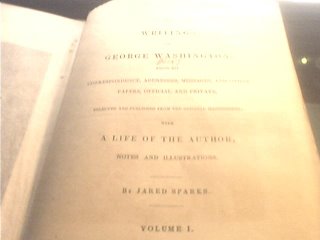 WRITINGS
GEORGE WASHINGTON
CORRESPONDENCE, ADDRESSES, MESSAGES, AND OTHER
PAPERS, OFFICIAL AND PRIVATE.
SELECTED AND PUBLISHED FROM THE ORIGINAL
WITH
A LIFE OF THE AUTHOR,
NOTES AND ILLUSTRATIONS.
By JARED SPARKS.
VOLUME I.